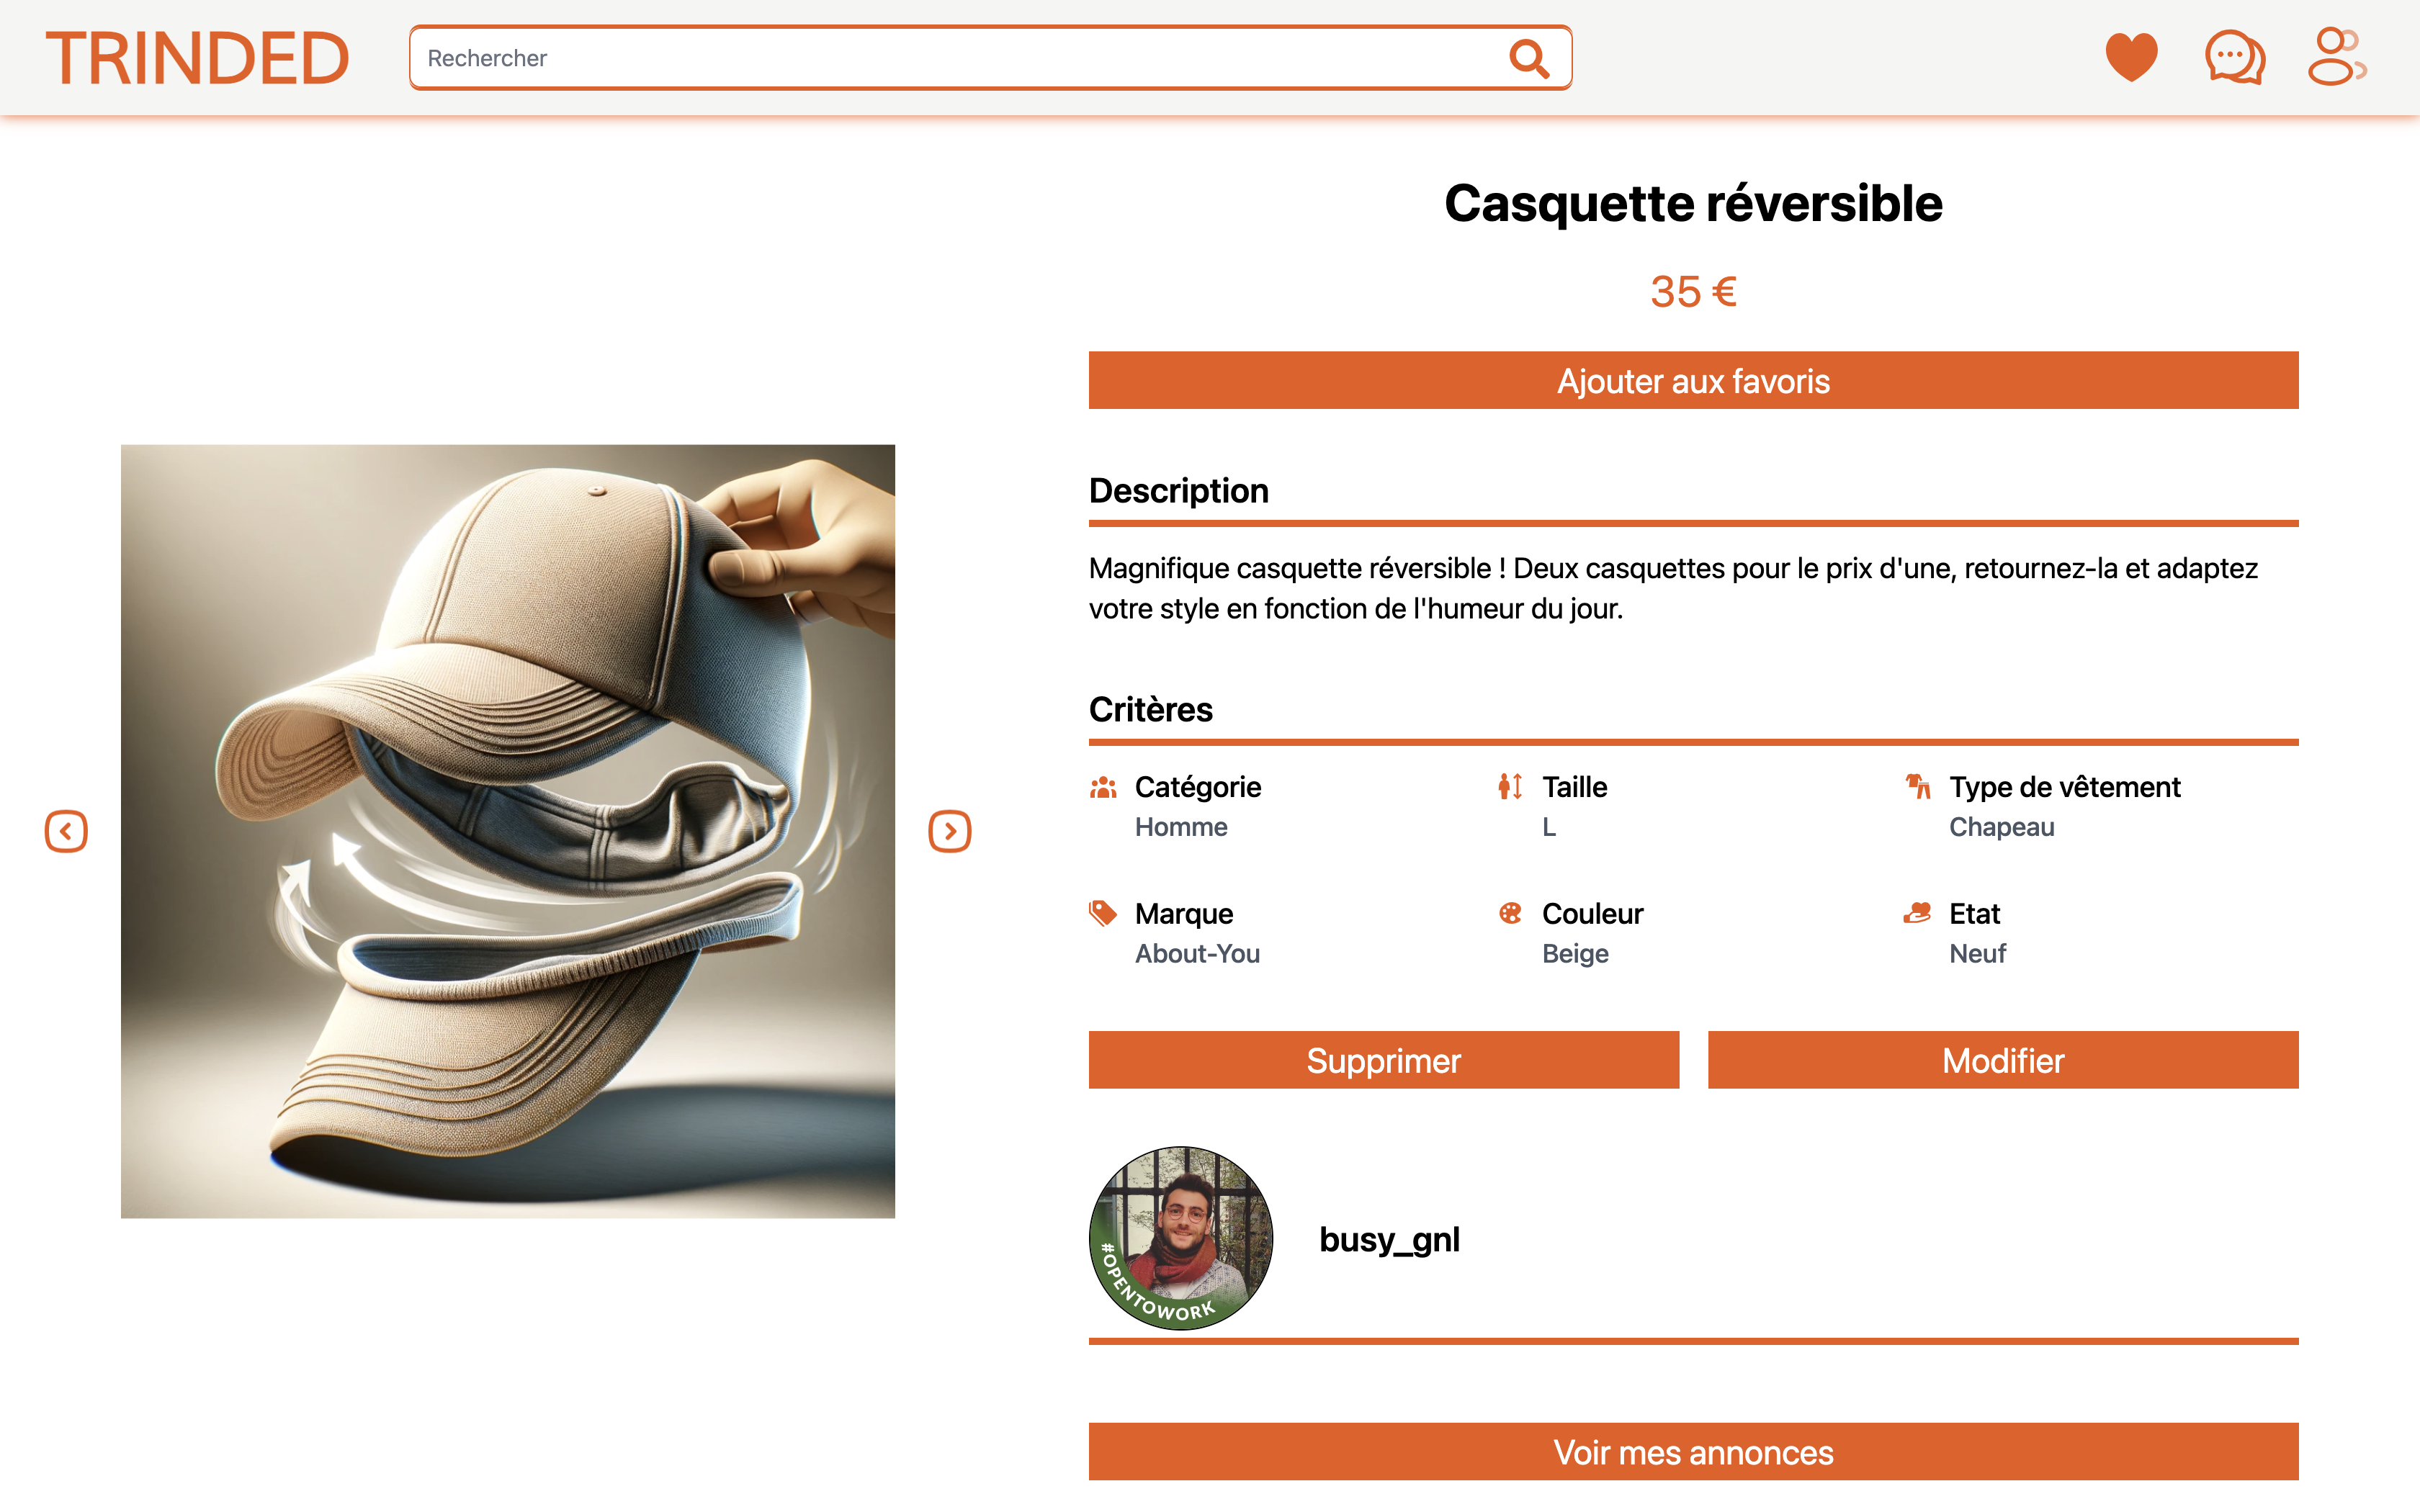 TRINDED
Rechercher
Casquette réversible
35 €
Ajouter aux favoris
Description
Magnifique casquette réversible ! Deux casquettes pour le prix d'une, retournez-la et adaptez
votre style en fonction de l'humeur du jour.
Critères
Catégorie
Homme
Taille
L
Type de vêtement
Chapeau
Marque
About-You
Couleur
Beige
Etat
Neuf
Supprimer
Modifier
#OPENTOWORK
busy_gnl
Voir mes annonces